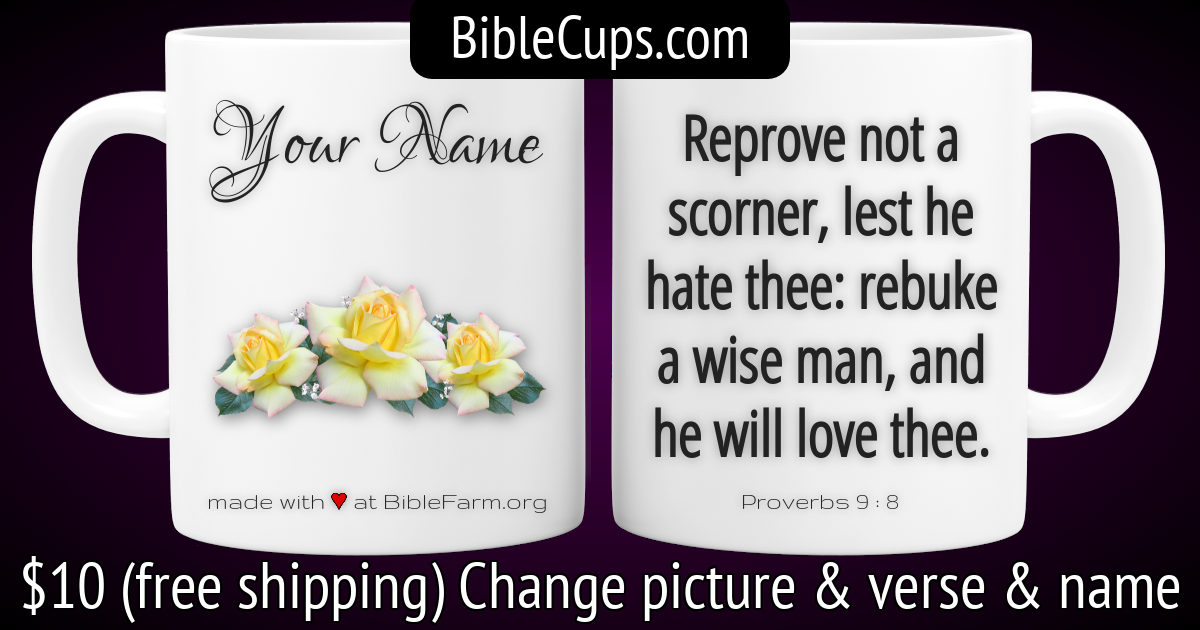 BibleCups.com
Your Name
made with ♥ at BibleFarm.org
Reprove not a
scorner, lest he
hate thee: rebuke
a wise man, and
he will love thee.
Proverbs 9 : 8
$10 (free shipping) Change picture & verse & name